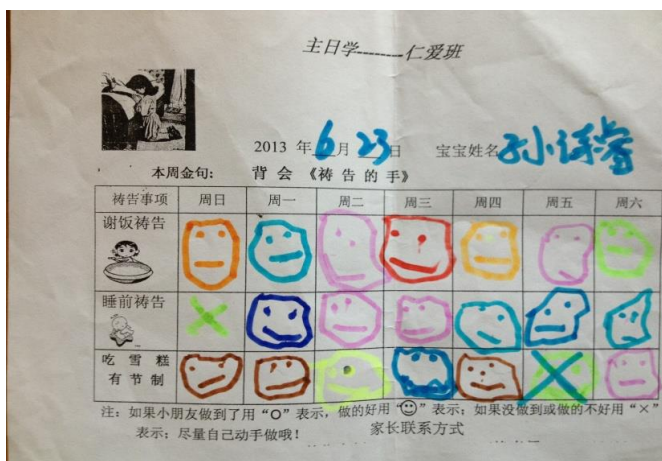 主日学-------仁爱班
2013 年 6 月 23 日 宝宝姓名
本周金句: 背 会 《祷 告 的 手》
祷告事项 周日 周一 周二 周三 周四 周五 周六
谢饭祷告
睡前祷告
吃 雪 糕
有 节 制
注: 如果小朋友做到了用“O”表示, 做的好用“☺”表示; 如果没做到或做的不好用“×”
表示; 尽量自己动手做哦! 家长联系方式